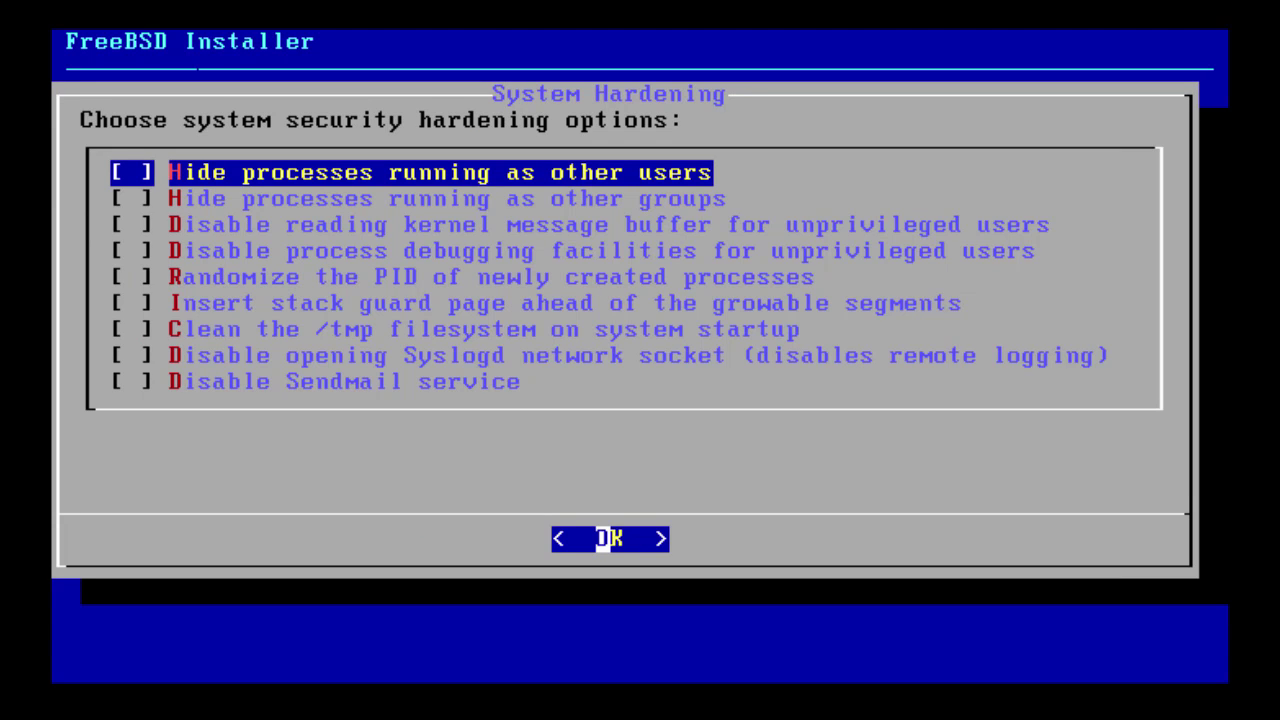 FreeBSD Installer
System Hardening
Choose system security hardening options:
[ ] Hide processes running as other users
[ ] Hide processes running as other groups
[ ] Disable reading kernel message buffer for unprivileged users
[ ] Disable process debugging facilities for unprivileged users
[ ] Randomize the PID of newly created processes
[ ] Insert stack guard page ahead of the growable segments
[ ] Clean the /tmp filesystem on system startup
[ ] Disable opening Syslogd network socket (disables remote logging)
[ ] Disable Sendmail service
< OK >